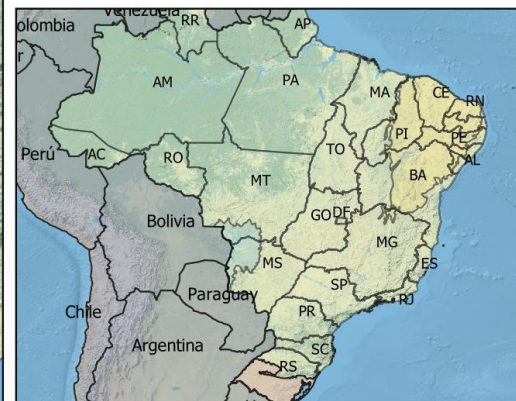 Venezuela
olombia
RR
AP
r
AM
PA
MA
CE
RN
PI
PE
AL
TO
Perú
AC
RO
MT
BA
Bolivia
GO
DF
MG
MS
ES
SP
RJ
Paraguay
Chile
PR
SC
Argentina
RS